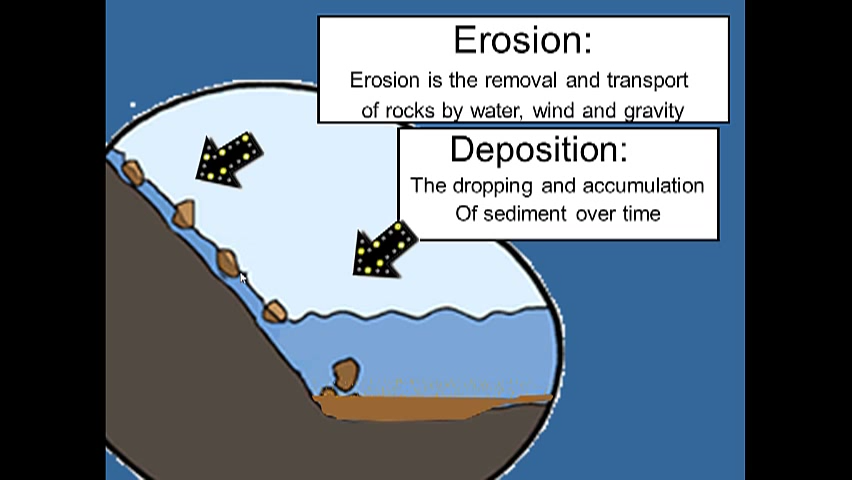 Erosion:
Erosion is the removal and transport
of rocks by water, wind and gravity
Deposition:
The dropping and accumulation
Of sediment over time